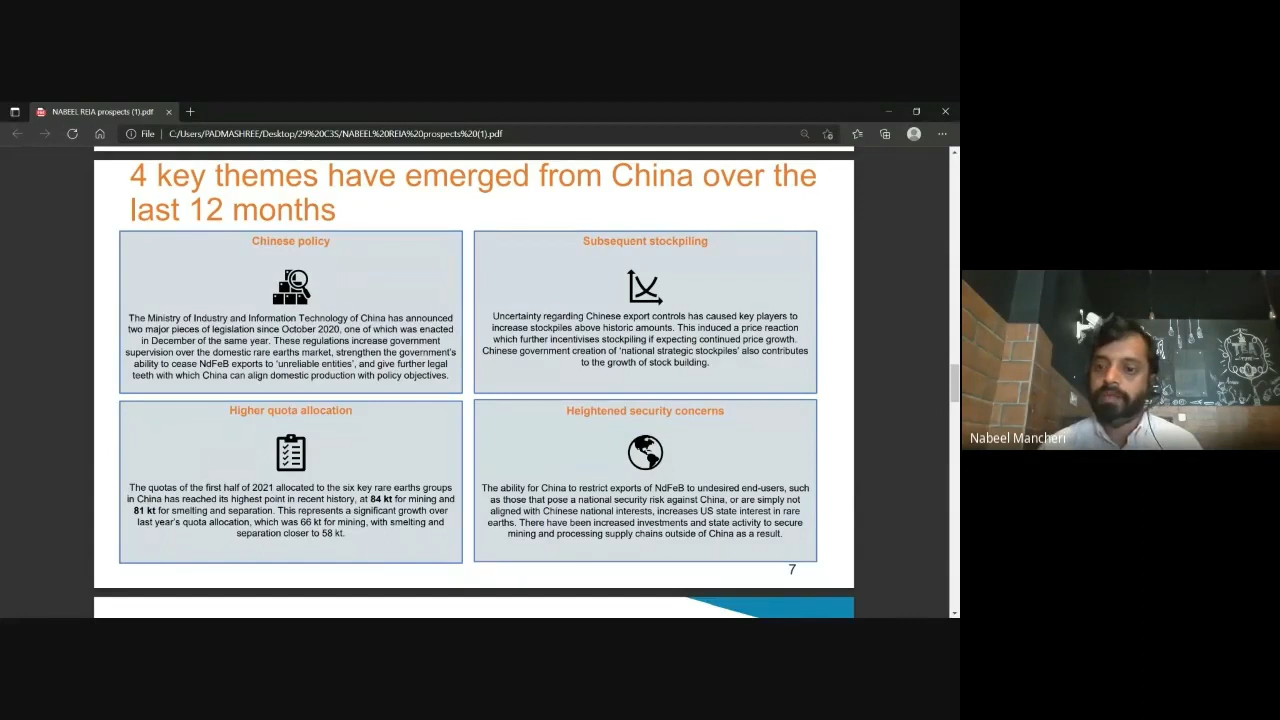 NABEEL REIA prospects (1).pdf
File
C:/Users/PADMASHREE/Desktop/29%20C3S/NABEEL%20REIA%20prospects%20(1).pdf
4 key themes have emerged from China over the
last 12 months
Chinese policy
The Ministry of Industry and Information Technology of China has announced
two major pieces of legislation since October 2020, one of which was enacted
in December of the same year. These regulations increase government
supervision over the domestic rare earths market, strengthen the government's
ability to cease NdFeB exports to 'unreliable entities', and give further legal
teeth with which China can align domestic production with policy objectives.
Subsequent stockpiling
Uncertainty regarding Chinese export controls has caused key players to
increase stockpiles above historic amounts. This induced a price reaction
which further incentivises stockpiling if expecting continued price growth.
Chinese government creation of 'national strategic stockpiles' also contributes
to the growth of stock building.
Higher quota allocation
The quotas of the first half of 2021 allocated to the six key rare earths groups
in China has reached its highest point in recent history, at 84 kt for mining and
81 kt for smelting and separation. This represents a significant growth over
last year's quota allocation, which was 66 kt for mining, with smelting and
separation closer to 58 kt.
Heightened security concerns
The ability for China to restrict exports of NdFeB to undesired end-users, such
as those that pose a national security risk against China, or are simply not
aligned with Chinese national interests, increases US state interest in rare
earths. There have been increased investments and state activity to secure
mining and processing supply chains outside of China as a result.
7
Nabeel Mancheri